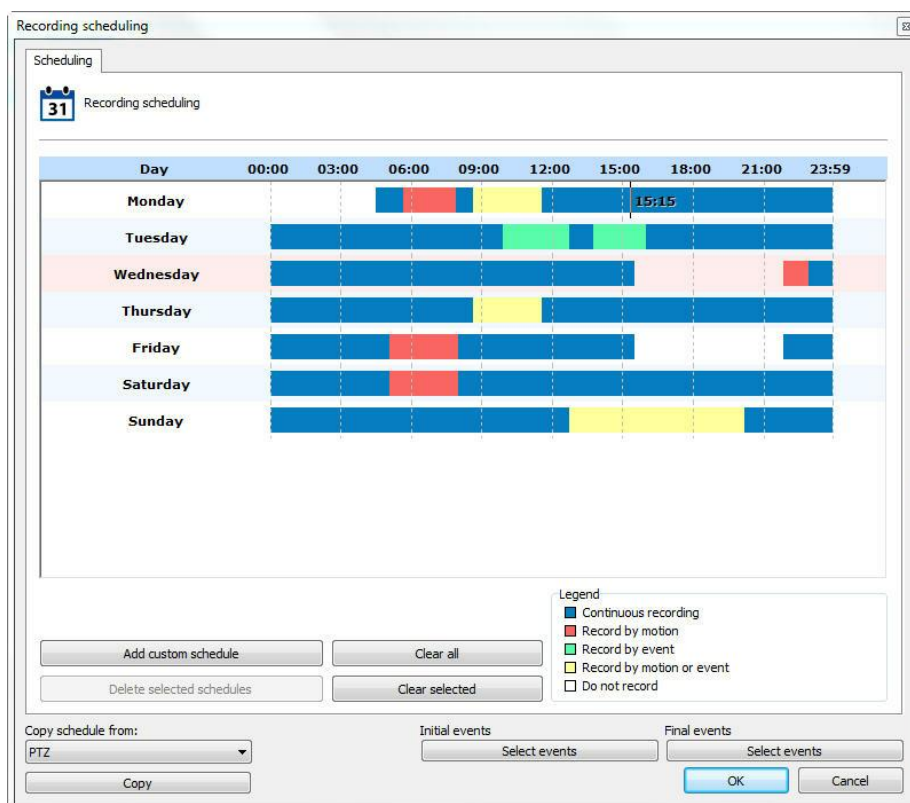 Recording scheduling
Scheduling
31 Recording scheduling
Day 00:00 03:00 06:00 09:00 12:00 15:00 18:00 21:00 23:59
Monday 15:15
Tuesday
Wednesday
Thursday
Friday
Saturday
Sunday
Legend
Continuous recording
Record by motion
Record by event
Record by motion or event
Do not record
Add custom schedule Clear all
Delete selected schedules Clear selected
Copy schedule from: Initial events Final events
PTZ Select events Select events
Copy OK Cancel